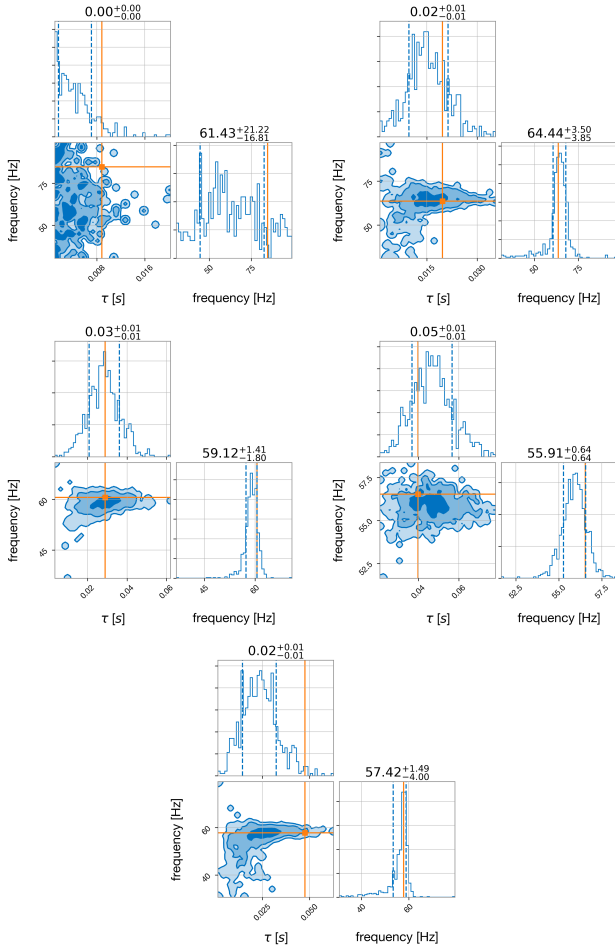 0.00+0.00−0.00
61.43+21.22−16.81
frequency [Hz]
75
50
0.008
0.016
50
75
τ [s]
frequency [Hz]
0.02+0.01−0.01
64.44+3.50−3.85
frequency [Hz]
75
50
0.015
0.030
50
75
τ [s]
frequency [Hz]
0.03+0.01−0.01
59.12+1.41−1.80
frequency [Hz]
60
45
0.02
0.04
0.06
45
60
τ [s]
frequency [Hz]
0.05+0.01−0.01
55.91+0.64−0.64
frequency [Hz]
57.5
55.0
52.5
0.04
0.06
52.5
55.0
57.5
τ [s]
frequency [Hz]
0.02+0.01−0.01
57.42+1.49−4.00
frequency [Hz]
60
40
0.025
0.050
40
60
τ [s]
frequency [Hz]